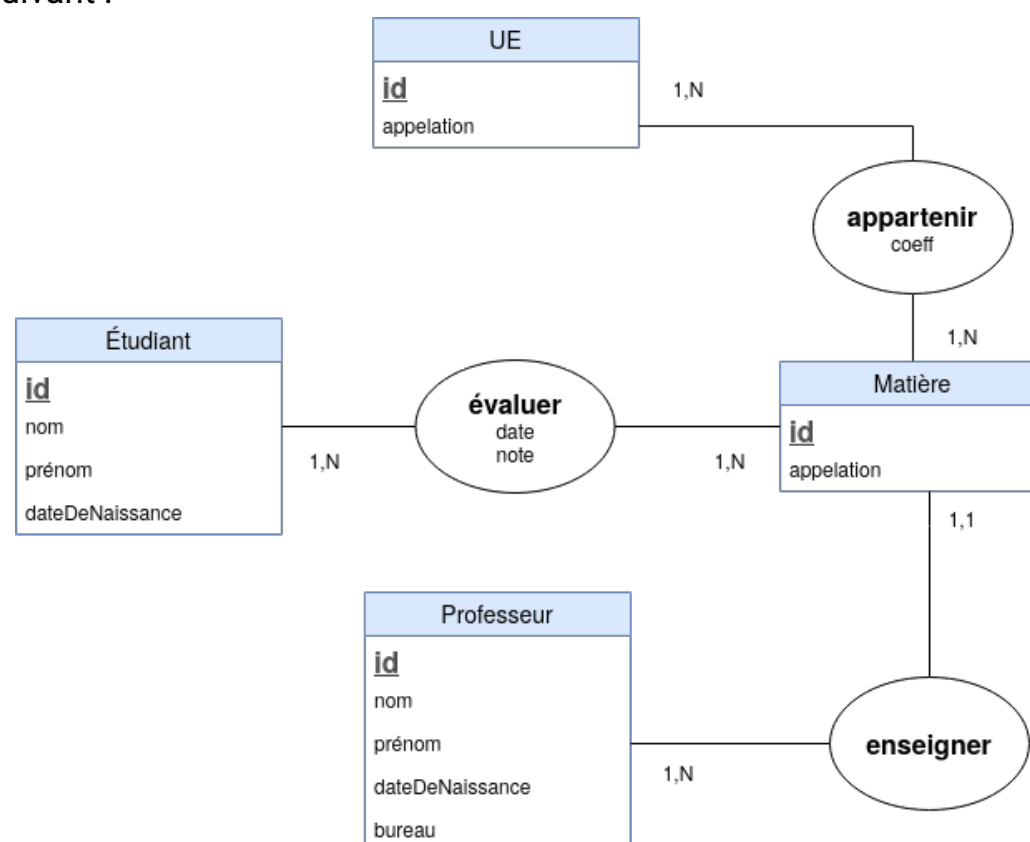 uivant :
UE
id
appelation
1,N
appartenir
coeff
1,N
Étudiant
id
nom
prénom
dateDeNaissance
1,N
évaluer
date
note
1,N
Matière
id
appelation
1,1
Professeur
id
nom
prénom
dateDeNaissance
bureau
1,N
enseigner